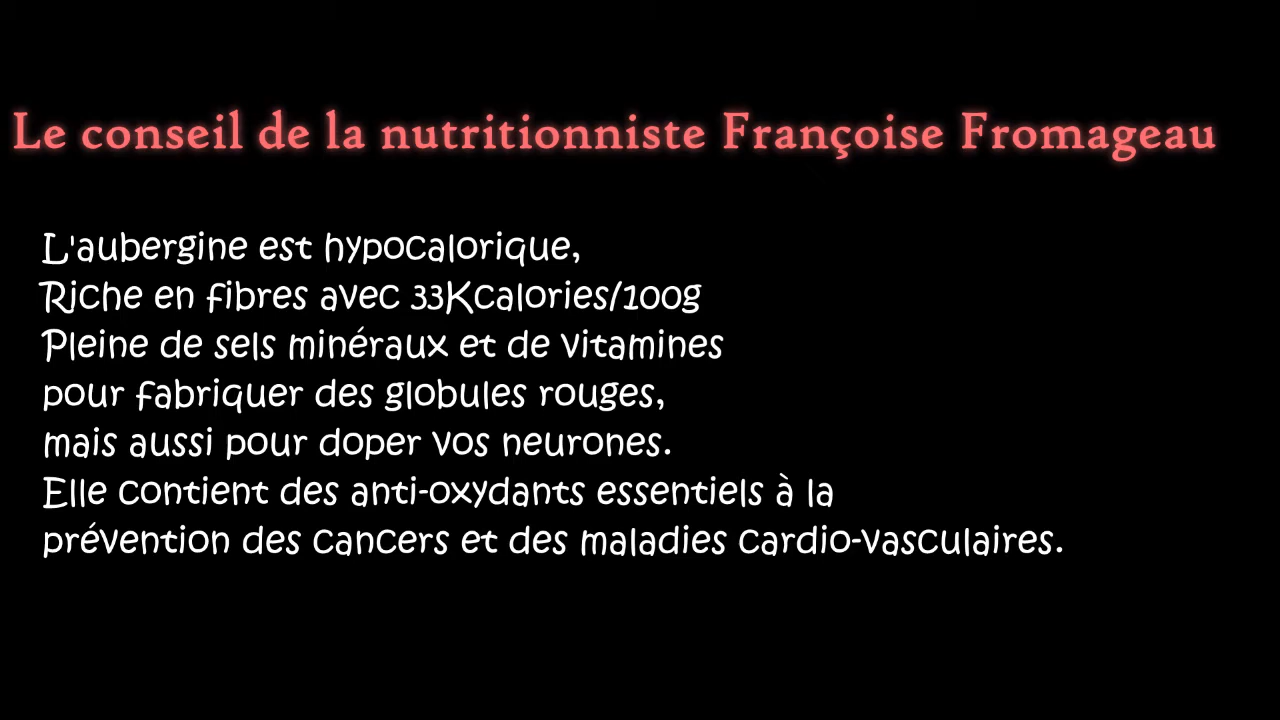 Le conseil de la nutritionniste Françoise Fromageau
L'aubergine est hypocalorique,
Riche en fibres avec 33Kcalories/100g
Pleine de sels minéraux et de vitamines
pour fabriquer des globules rouges,
mais aussi pour doper vos neurones.
Elle contient des anti-oxydants essentiels à la
prévention des cancers et des maladies cardio-vasculaires.